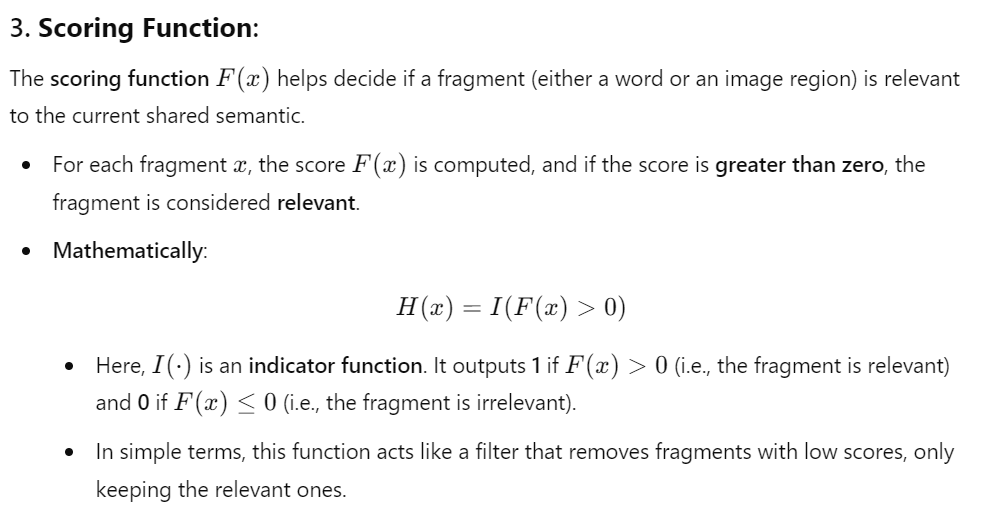 3. Scoring Function:
The scoring function F(x) helps decide if a fragment (either a word or an image region) is relevant
to the current shared semantic.
• For each fragment x, the score F(x) is computed, and if the score is greater than zero, the
fragment is considered relevant.
• Mathematically:
H(x) = I(F(x) > 0)
• Here, I(·) is an indicator function. It outputs 1 if F(x) > 0 (i.e., the fragment is relevant)
and 0 if F(x) ≤ 0 (i.e., the fragment is irrelevant).
• In simple terms, this function acts like a filter that removes fragments with low scores, only
keeping the relevant ones.